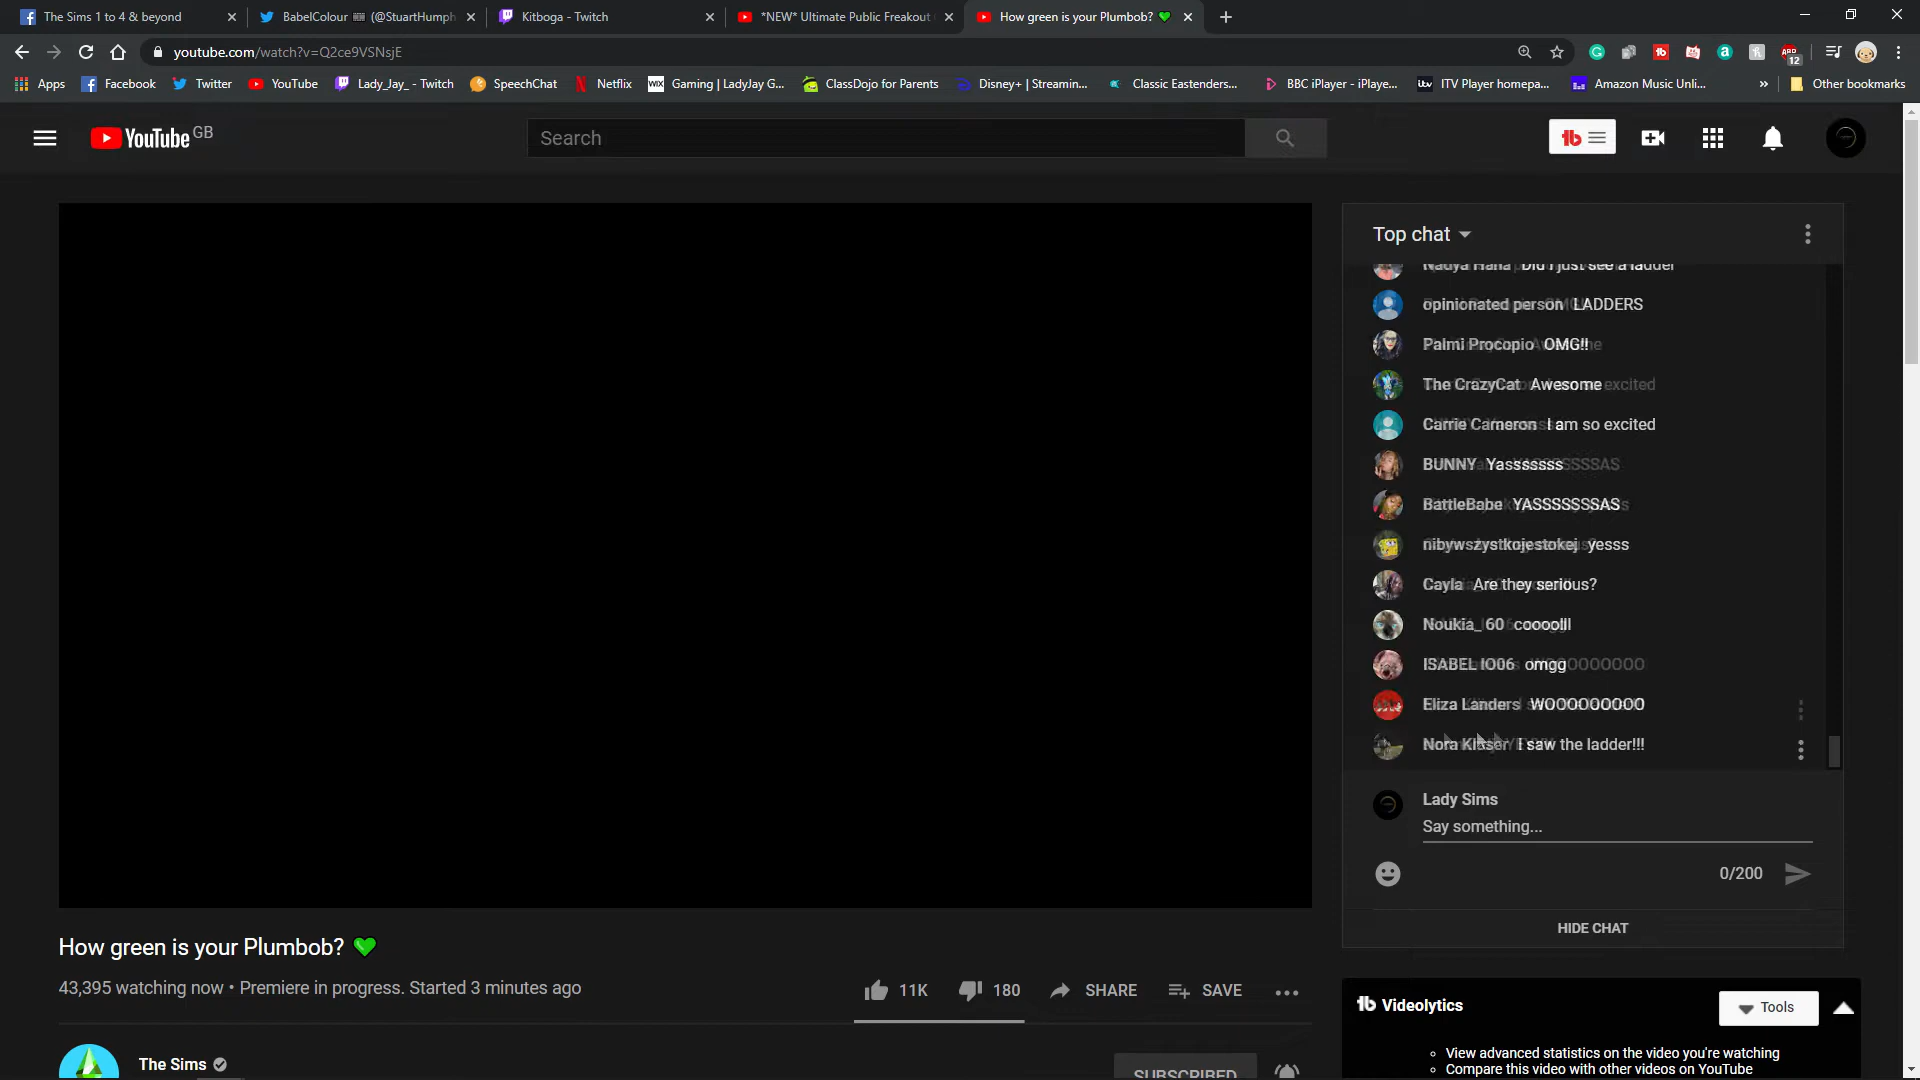 The Sims 1 to 4 & beyond
BabelColour (@StuartHumph
Kitboga - Twitch
*NEW* Ultimate Public Freakout
How green is your Plumbob? 💚
youtube.com/watch?v=Q2ce9VSNsjE
12
Apps
Facebook
Twitter
YouTube
Lady_Jay_ - Twitch
SpeechChat
Netflix
Gaming | LadyJay G...
ClassDojo for Parents
Disney+ | Streamin...
Classic Eastenders...
BBC iPlayer - iPlaye...
ITV Player homepa...
Amazon Music Unli...
»
Other bookmarks
YouTube GB
Search
Top chat
Nadya Hana Did I just see a ladder
opinionated person LADDERS
Palmi Procopio OMG!!
The CrazyCat Awesome
Carrie Cameron I am so excited
BUNNY Yasssssss
BattleBabe YASSSSSSSAS
nibywszystkojestokej yesss
Cayla Are they serious?
Noukia_60 cooolll
ISABEL IO06 omgg
Eliza Landers WOOOOOOOOO
Nora Kisser I saw the ladder!!!
Lady Sims
Say something...
0/200
HIDE CHAT
How green is your Plumbob? 💚
43,395 watching now • Premiere in progress. Started 3 minutes ago
11K
180
SHARE
SAVE
The Sims
SUBSCRIBED
Videolytics
Tools
View advanced statistics on the video you're watching
Compare this video with other videos on YouTube